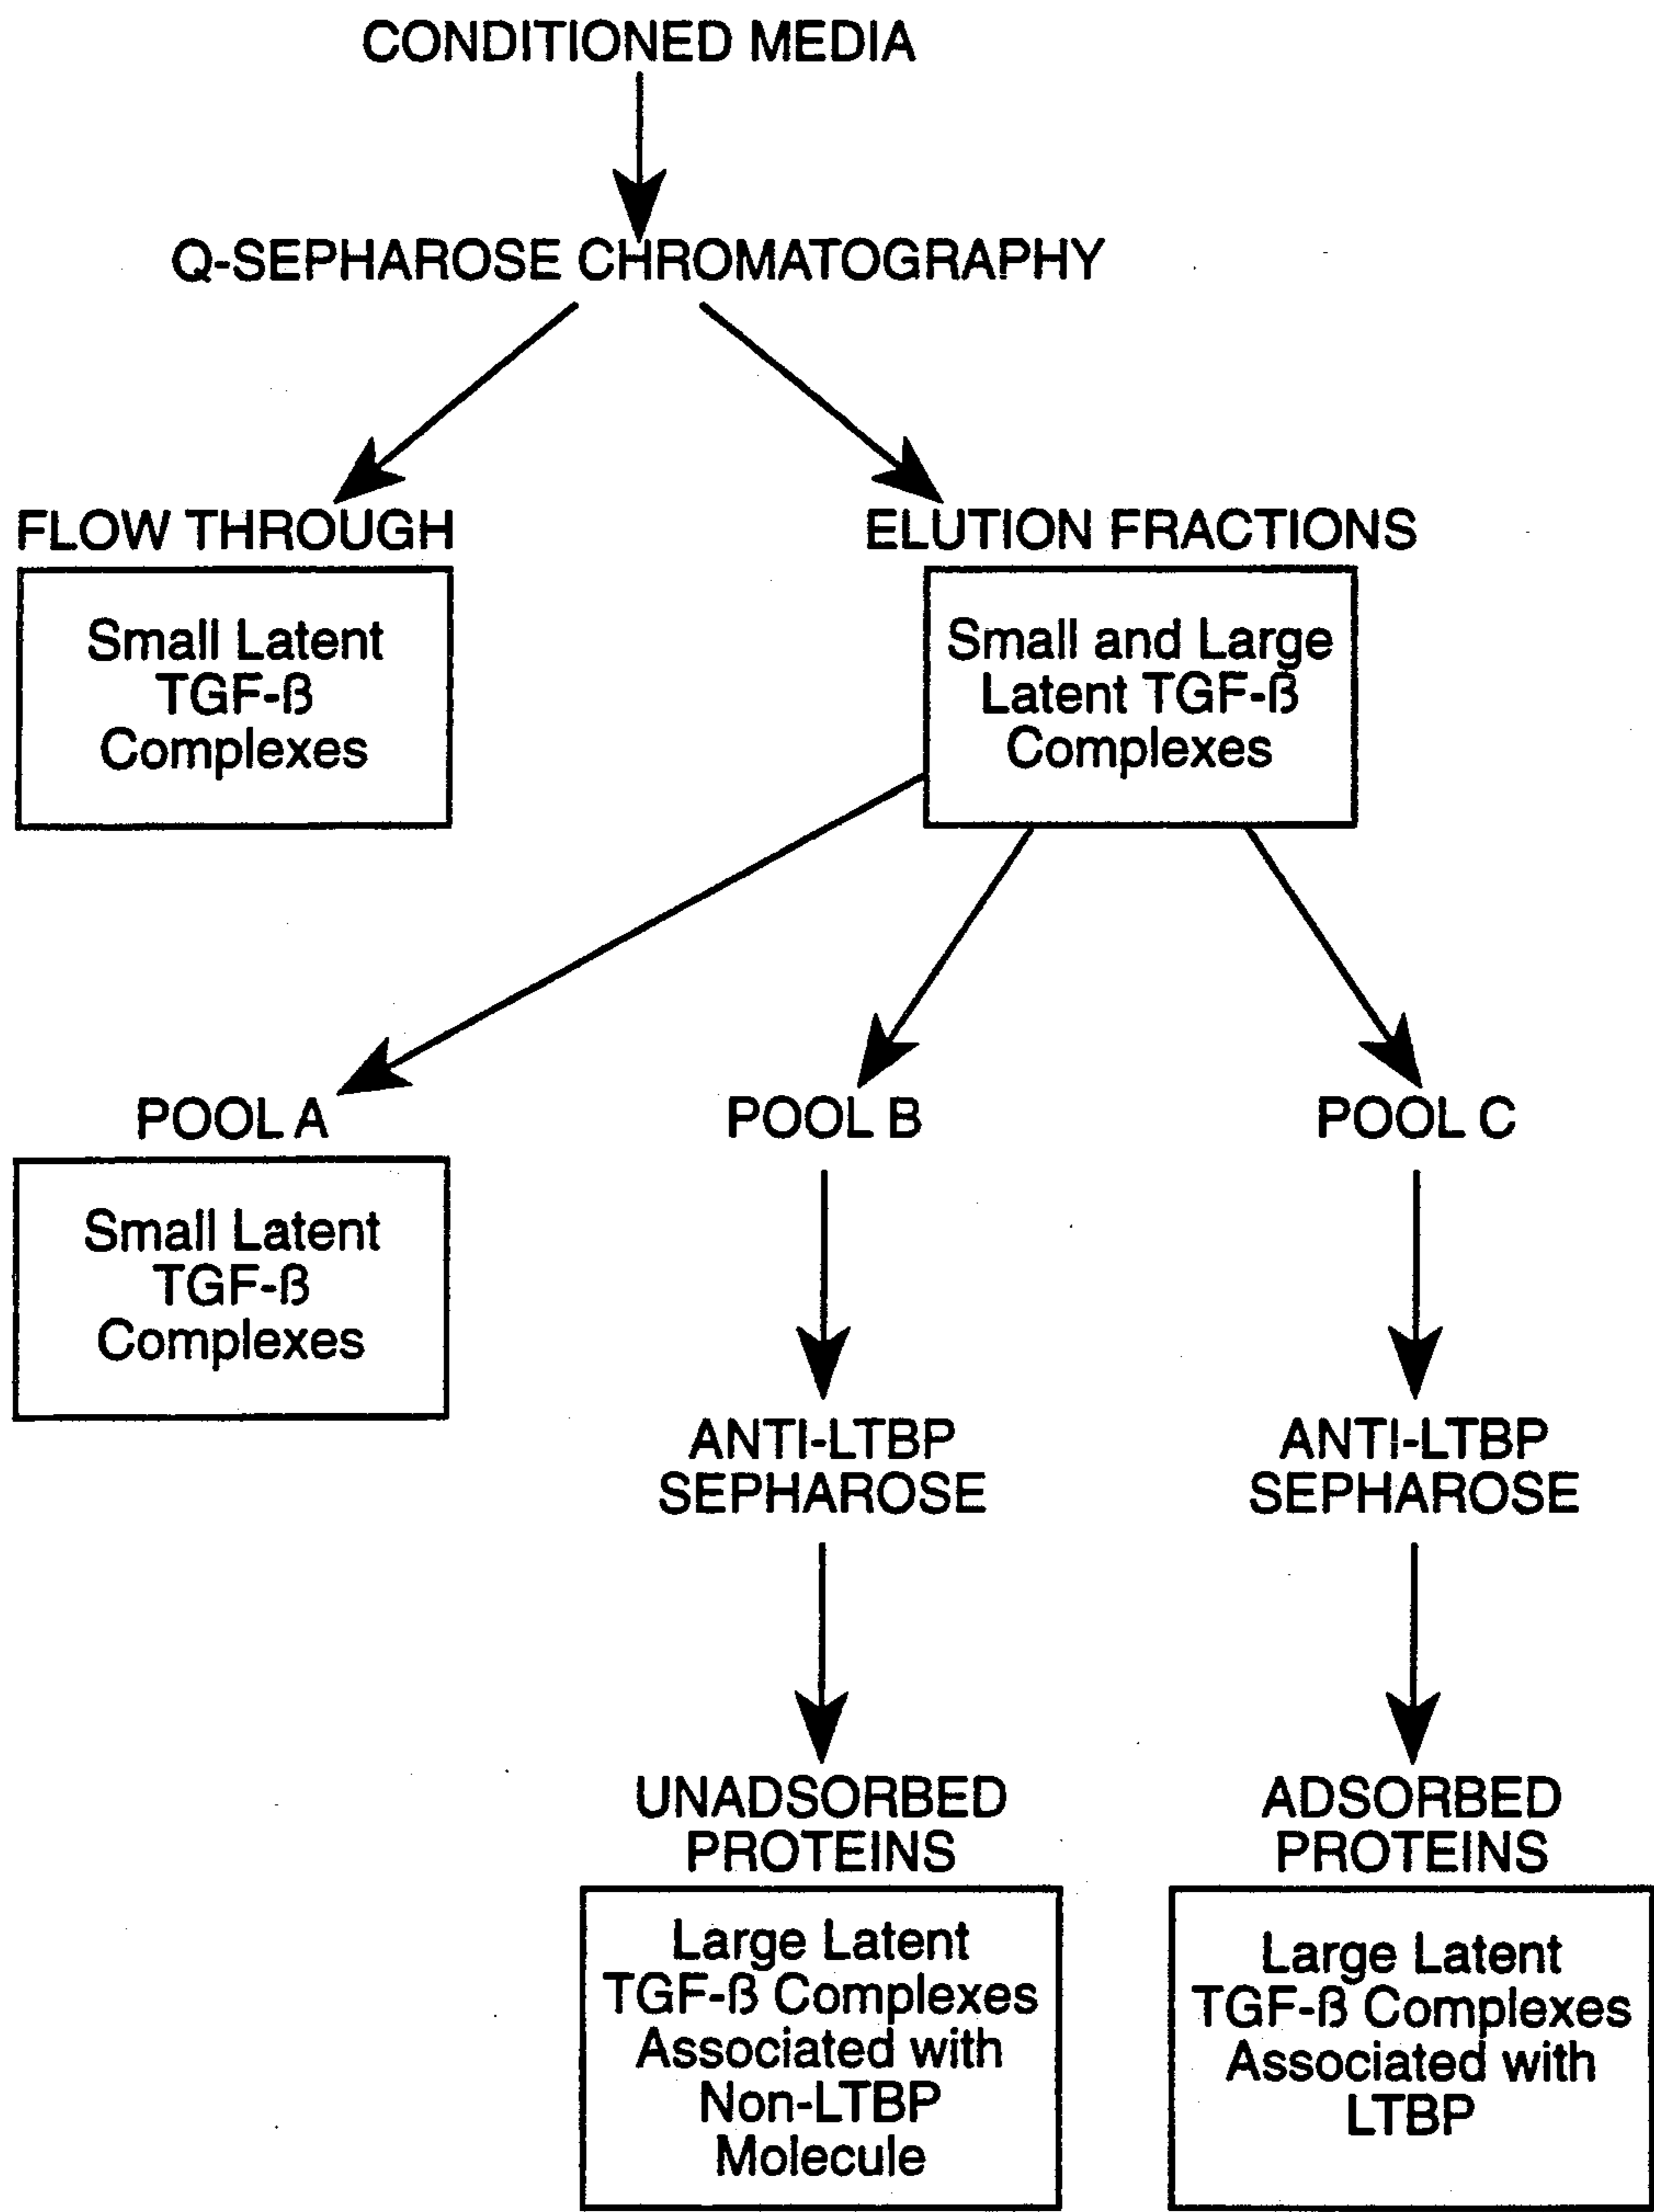 CONDITIONED MEDIA
Q-SEPHAROSE CHROMATOGRAPHY
FLOW THROUGH
Small Latent
TGF-ß
Complexes
ELUTION FRACTIONS
Small and Large
Latent TGF-ß
Complexes
POOL A
Small Latent
TGF-ß
Complexes
POOL B
ANTI-LTBP
SEPHAROSE
UNADSORBED
PROTEINS
Large Latent
TGF-ß Complexes
Associated with
Non-LTBP
Molecule
POOL C
ANTI-LTBP
SEPHAROSE
ADSORBED
PROTEINS
Large Latent
TGF-ß Complexes
Associated with
LTBP